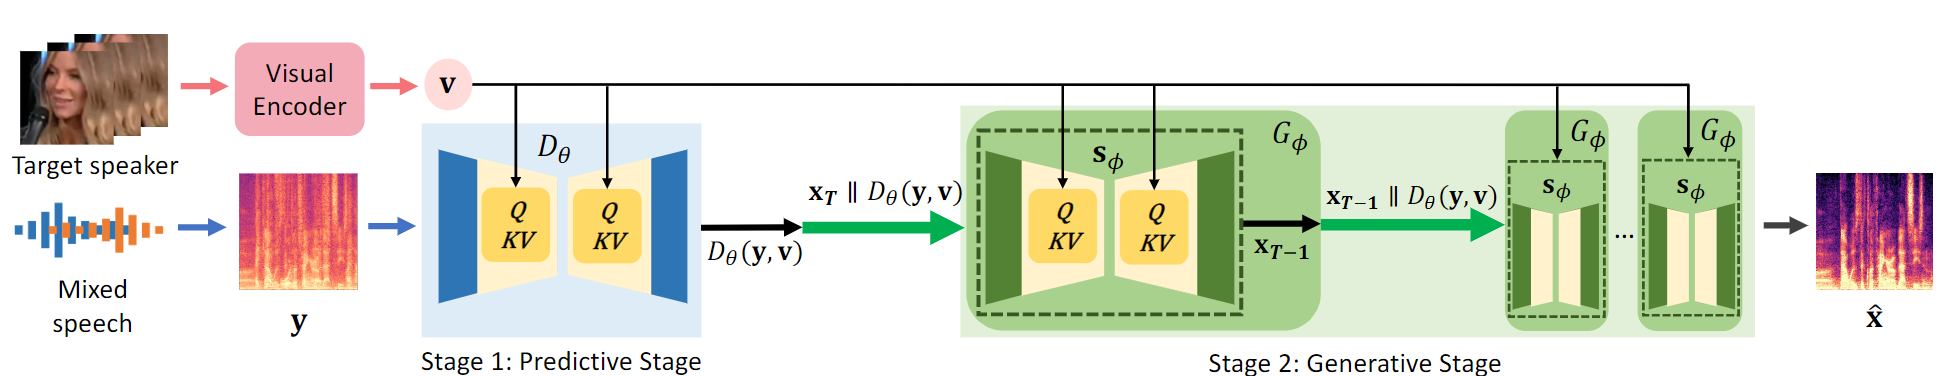 Target speaker
Mixed
speech
Visual
Encoder
v
y
D_θ
Q
KV
Q
KV
Stage 1: Predictive Stage
D_θ(y, v)
x_T ∥ D_θ(y, v)
s_ϕ
G_ϕ
Q
KV
Q
KV
x_{T−1}
x_{T−1} ∥ D_θ(y, v)
G_ϕ
s_ϕ
...
G_ϕ
s_ϕ
Stage 2: Generative Stage
x̂